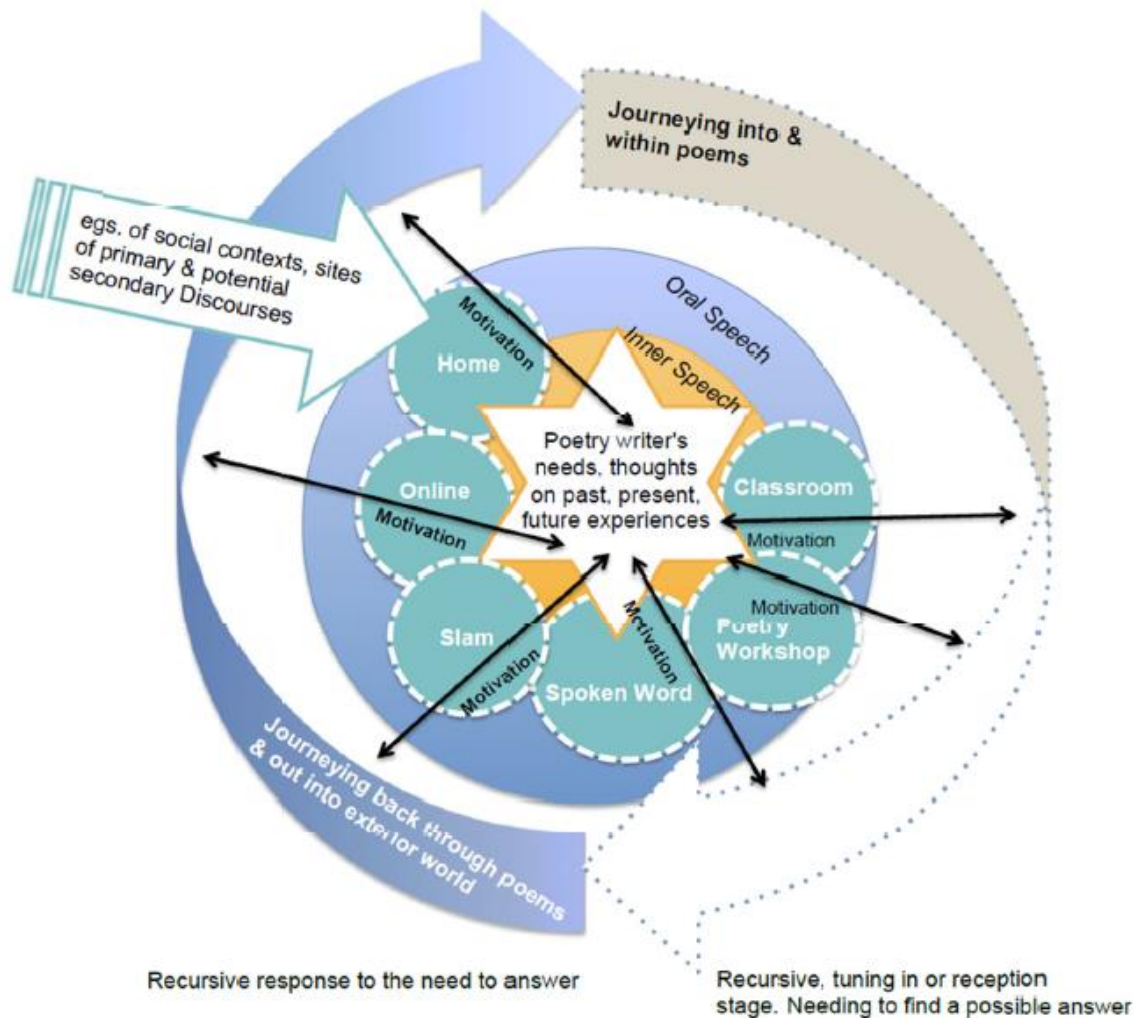 Journeying into &
within poems
egs. of social contexts, sites
of primary & potential
secondary Discourses
Oral Speech
Inner Speech
Motivation
Home
Poetry writer's
needs, thoughts
on past, present,
future experiences
Online
Motivation
Classroom
Motivation
Motivation
Slam
Motivation
Motivation
Poetry
Workshop
Spoken Word
Journeying back through poems
& out into exterior world
Recursive response to the need to answer
Recursive, tuning in or reception
stage. Needing to find a possible answer